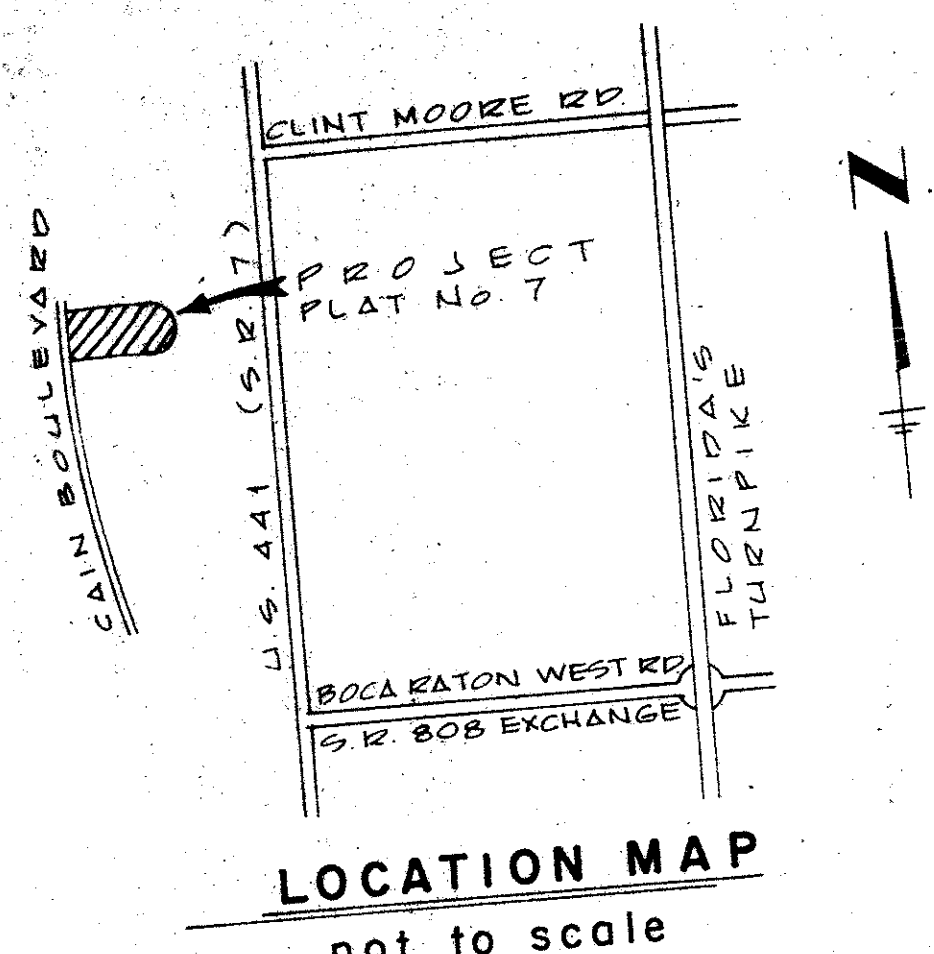 CLINT MOORE RD.
N
CAIN BOULEVARD
U.S. 441 (S.R. 7)
PROJECT
PLAT No. 7
FLORIDA'S
TURNPIKE
BOCA RATON WEST RD.
S.R. 808 EXCHANGE
LOCATION MAP
not to scale